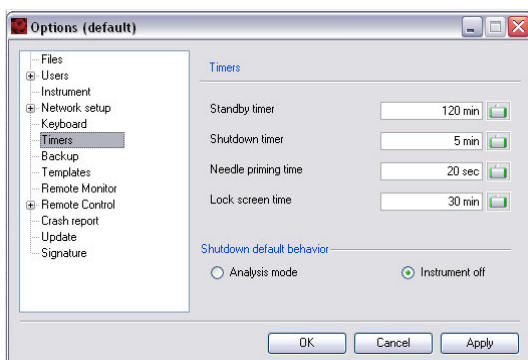 Options (default)
Files
Users
Instrument
Network setup
Keyboard
Timers
Backup
Templates
Remote Monitor
Remote Control
Crash report
Update
Signature
Timers
Standby timer 120 min
Shutdown timer 5 min
Needle priming time 20 sec
Lock screen time 30 min
Shutdown default behavior
Analysis mode Instrument off
OK Cancel Apply